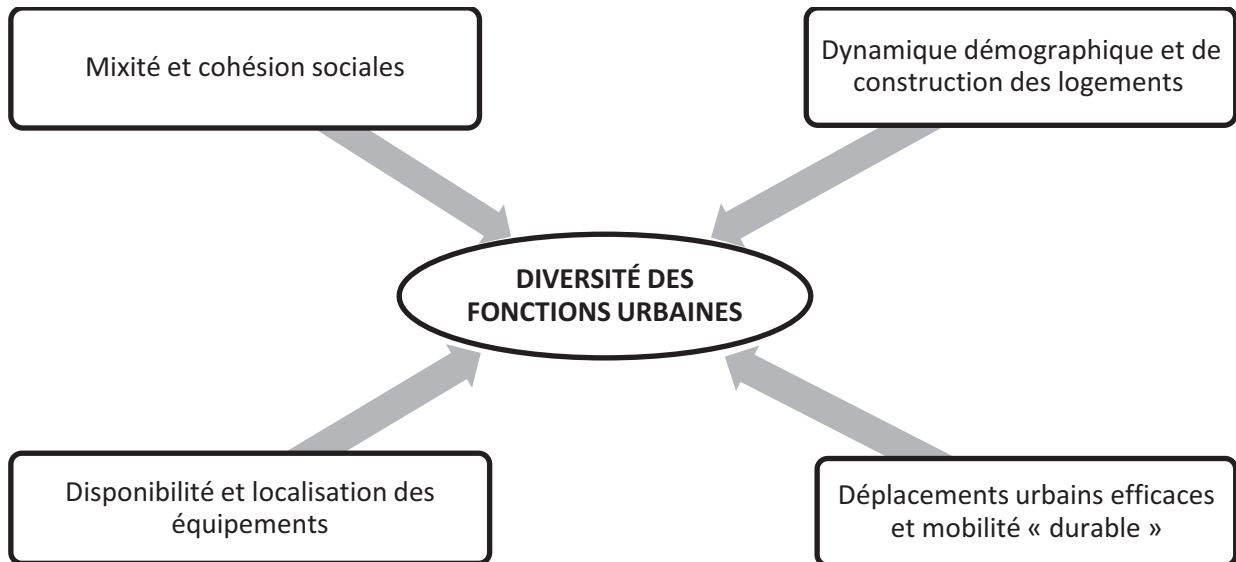 Mixité et cohésion sociales
Dynamique démographique et de
construction des logements
DIVERSITÉ DES
FONCTIONS URBAINES
Disponibilité et localisation des
équipements
Déplacements urbains efficaces
et mobilité « durable »